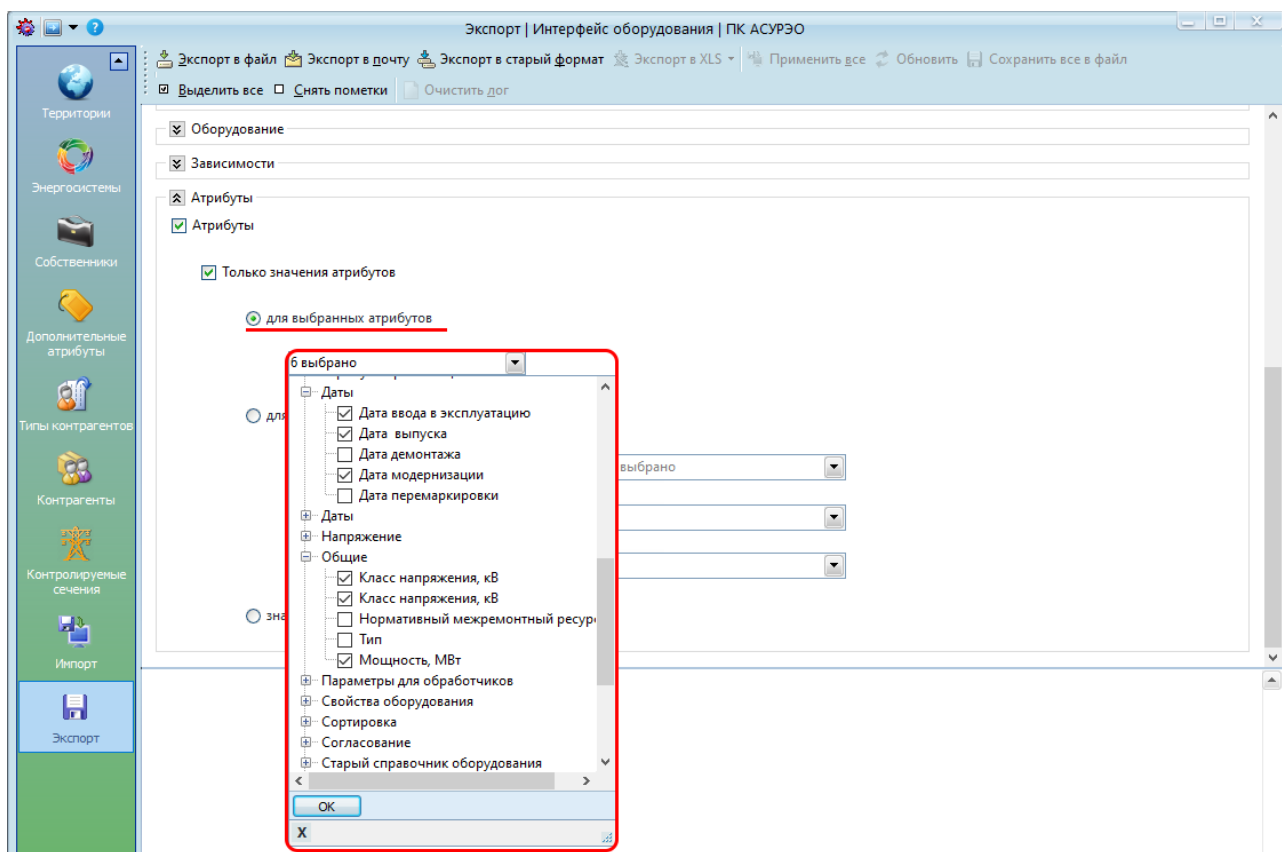 Экспорт | Интерфейс оборудования | ПК АСУРЭО
Экспорт в файл Экспорт в почту Экспорт в старый формат Экспорт в XLS Применить все Обновить Сохранить все в файл
Выделить все Снять пометки Очистить лог
Территории
Энергосистемы
Собственники
Дополнительные
атрибуты
Типы контрагентов
Контрагенты
Контролируемые
сечения
Импорт
Экспорт
Оборудование
Зависимости
Атрибуты
Атрибуты
Только значения атрибутов
для выбранных атрибутов
6 выбрано
Даты
Дата ввода в эксплуатацию
для
Дата выпуска
Дата демонтажа
выбрано
Дата модернизации
Дата перемаркировки
Даты
Напряжение
Общие
Класс напряжения, кВ
Класс напряжения, кВ
зна
Нормативный межремонтный ресур
Тип
Мощность, МВт
Параметры для обработчиков
Свойства оборудования
Сортировка
Согласование
Старый справочник оборудования
OK
X